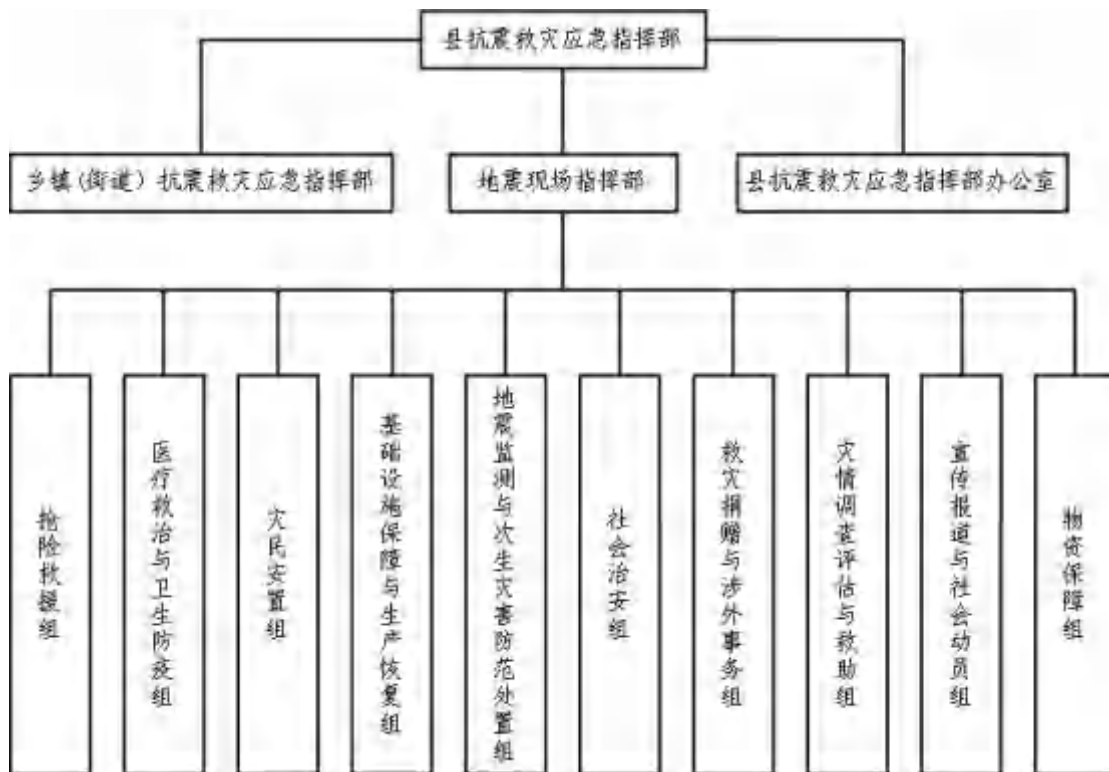 县抗震救灾应急指挥部
乡镇(街道)抗震救灾应急指挥部
地震现场指挥部
县抗震救灾应急指挥部办公室
抢险救援组
医疗救治与卫生防疫组
灾民安置组
基础设施保障与生产恢复组
地震监测与次生灾害防范处置组
社会治安组
救灾捐赠与涉外事务组
灾情调查评估与救助组
宣传报道与社会动员组
物资保障组